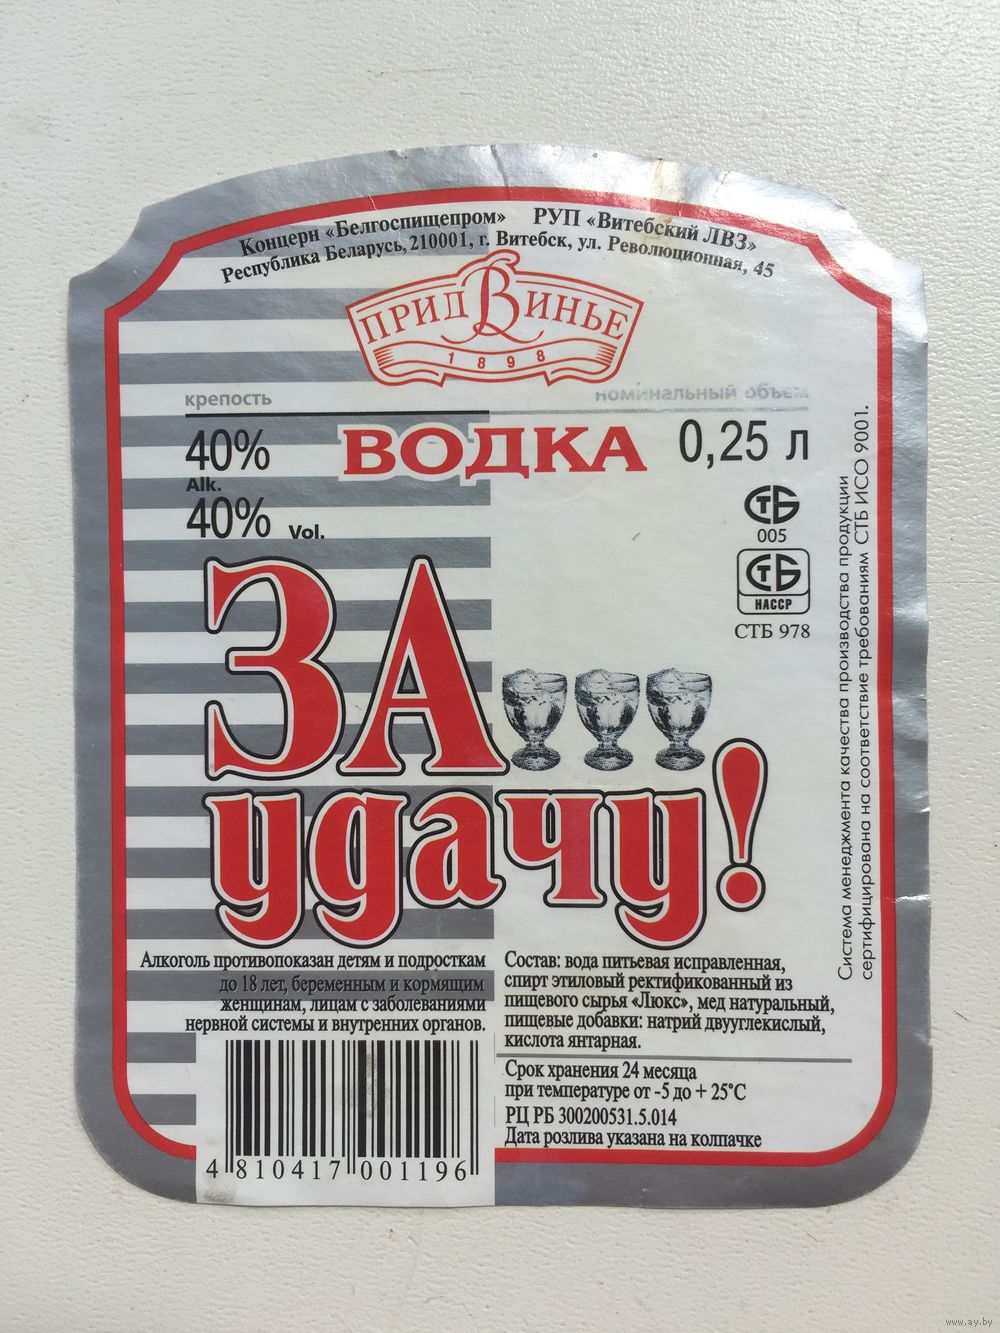 Концерн «Белгоспищепром» РУП «Витебский ЛВЗ»
Республика Беларусь, 210001, г. Витебск, ул. Революционная, 45
ПРИДВИНЬЕ
1898
крепость
номинальный объем
40%
ВОДКА
0,25 л
Alk.
40% Vol.
СТБ
005
СТБ
НАССР
СТБ 978
ЗА
удачу!
Система менеджмента качества производства продукции
сертифицирована на соответствие требованиям СТБ ИСО 9001.
Алкоголь противопоказан детям и подросткам
до 18 лет, беременным и кормящим
женщинам, лицам с заболеваниями
нервной системы и внутренних органов.
Состав: вода питьевая исправленная,
спирт этиловый ректификованный из
пищевого сырья «Люкс», мед натуральный,
пищевые добавки: натрий двууглекислый,
кислота янтарная.
Срок хранения 24 месяца
при температуре от -5 до + 25°С
РЦ РБ 300200531.5.014
Дата розлива указана на колпачке
4 810417 001196
www.ay.by